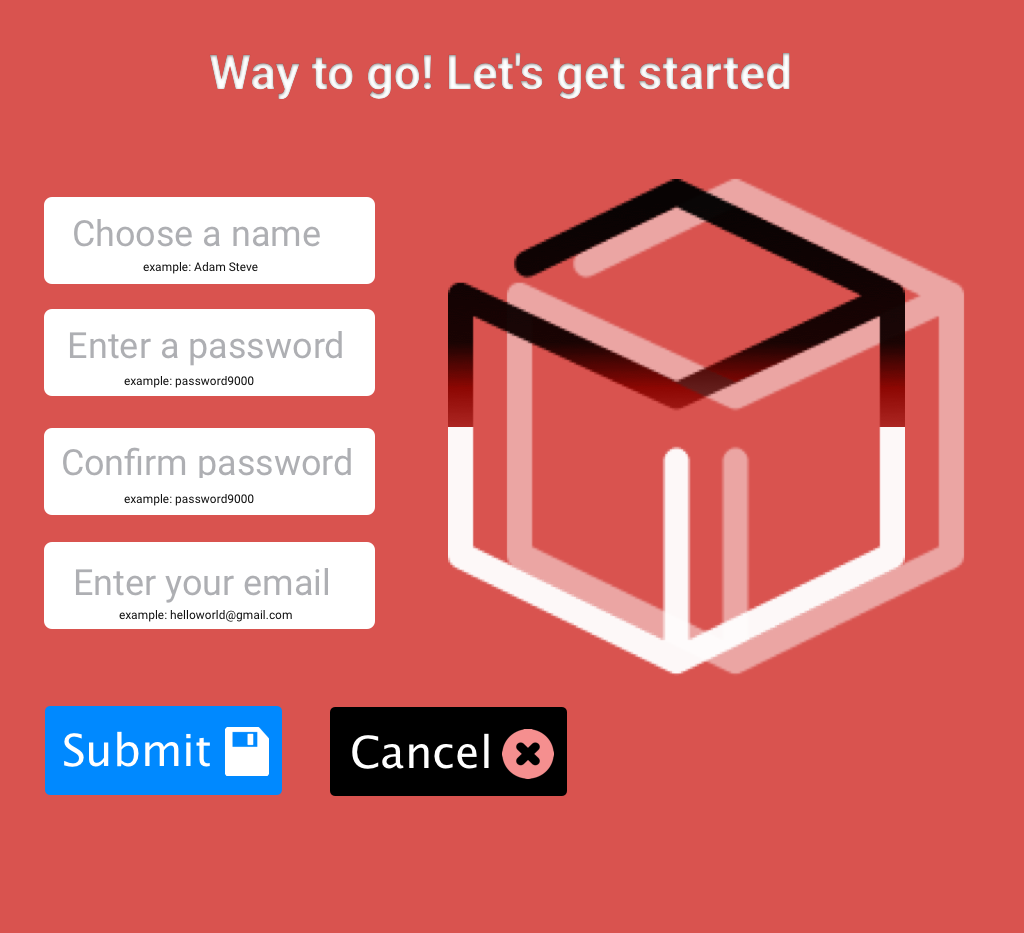 Way to go! Let's get started
Choose a name
example: Adam Steve
Enter a password
example: password9000
Confirm password
example: password9000
Enter your email
example: helloworld@gmail.com
Submit
Cancel